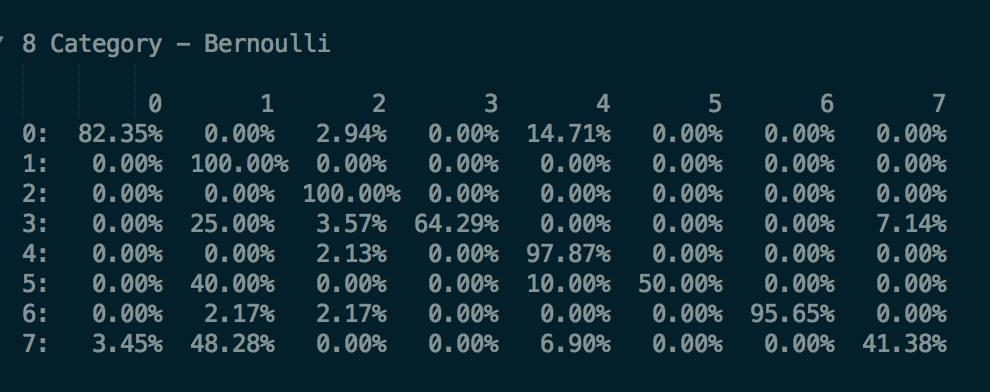 8 Category - Bernoulli
0 1 2 3 4 5 6 7
0: 82.35% 0.00% 2.94% 0.00% 14.71% 0.00% 0.00% 0.00%
1: 0.00% 100.00% 0.00% 0.00% 0.00% 0.00% 0.00% 0.00%
2: 0.00% 0.00% 100.00% 0.00% 0.00% 0.00% 0.00% 0.00%
3: 0.00% 25.00% 3.57% 64.29% 0.00% 0.00% 0.00% 7.14%
4: 0.00% 0.00% 2.13% 0.00% 97.87% 0.00% 0.00% 0.00%
5: 0.00% 40.00% 0.00% 0.00% 10.00% 50.00% 0.00% 0.00%
6: 0.00% 2.17% 2.17% 0.00% 0.00% 0.00% 95.65% 0.00%
7: 3.45% 48.28% 0.00% 0.00% 6.90% 0.00% 0.00% 41.38%